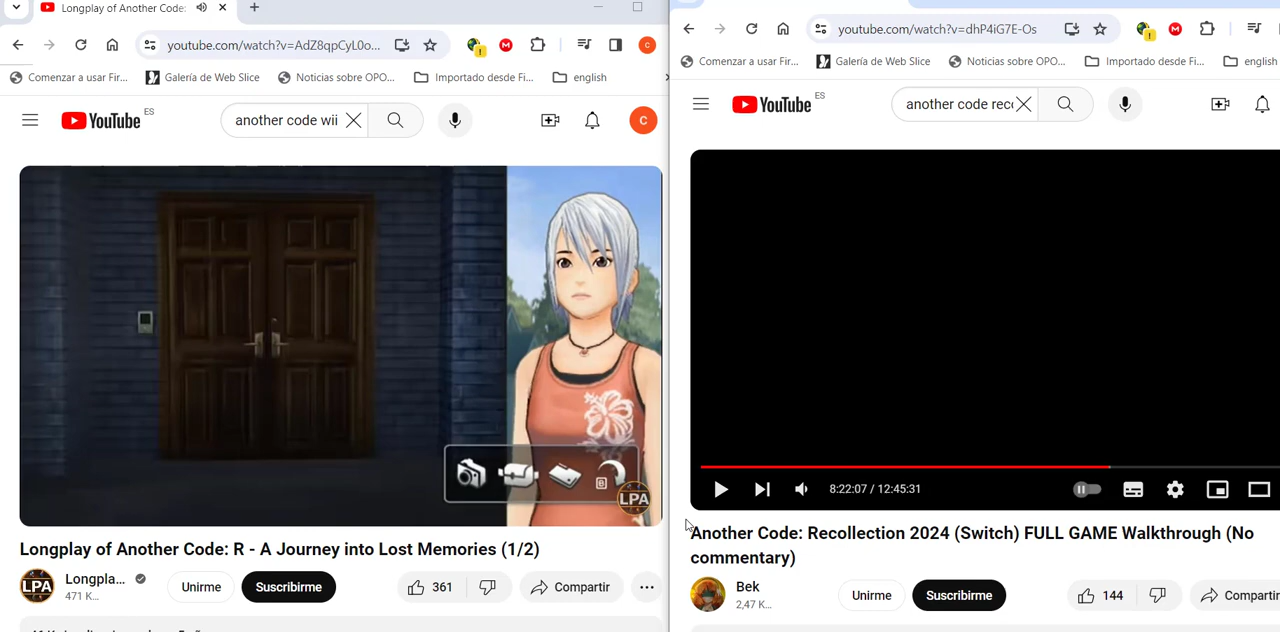 Longplay of Another Code:
youtube.com/watch?v=AdZ8qpCyL0o...
C
Comenzar a usar Fir...
Galería de Web Slice
Noticias sobre OPO...
Importado desde Fi...
english
YouTube ES
another code wii
C
B
LPA
Longplay of Another Code: R - A Journey into Lost Memories (1/2)
LPA
Longpla...
471 K...
Unirme
Suscribirme
361
Compartir
youtube.com/watch?v=dhP4iG7E-Os
Comenzar a usar Fir...
Galería de Web Slice
Noticias sobre OPO...
Importado desde Fi...
english
YouTube ES
another code rec
8:22:07 / 12:45:31
Another Code: Recollection 2024 (Switch) FULL GAME Walkthrough (No
commentary)
Bek
2,47 K...
Unirme
Suscribirme
144
Compartir